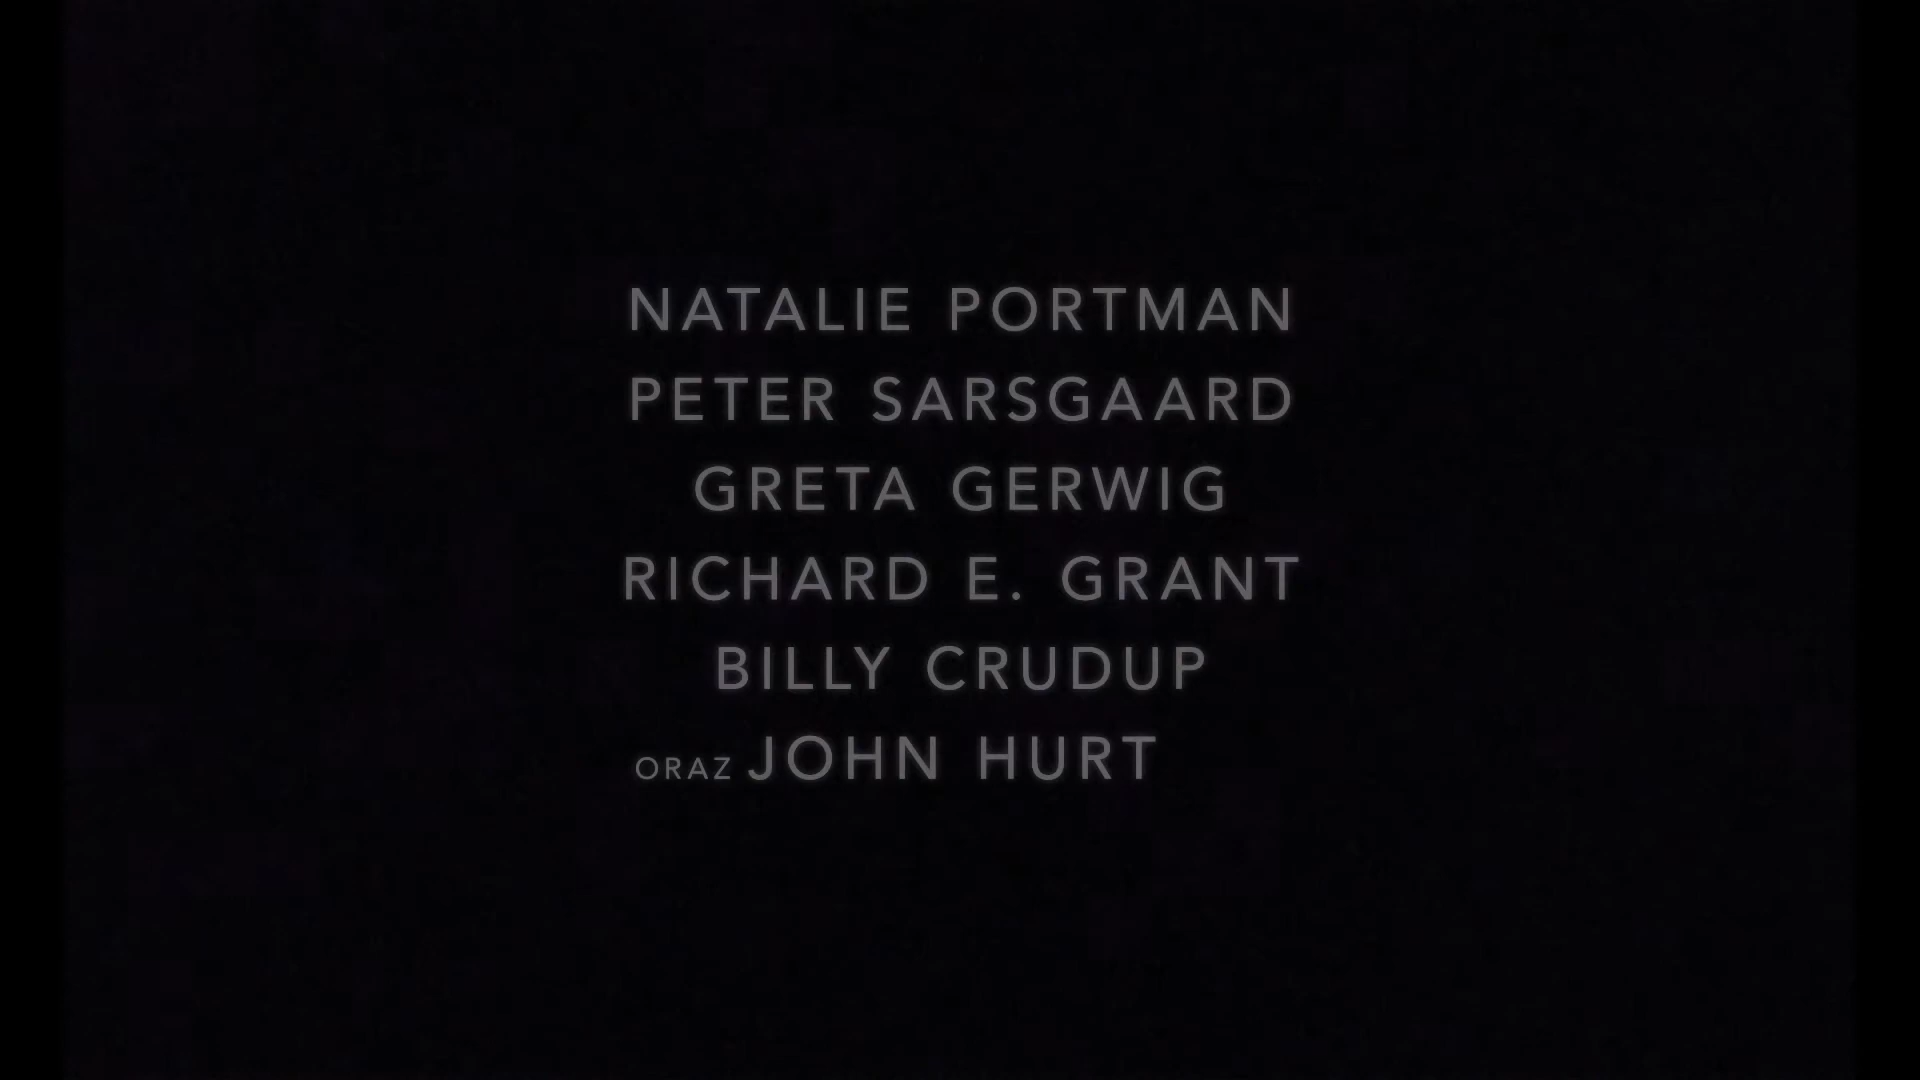 NATALIE PORTMAN
PETER SARSGAARD
GRETA GERWIG
RICHARD E. GRANT
BILLY CRUDUP
ORAZ JOHN HURT